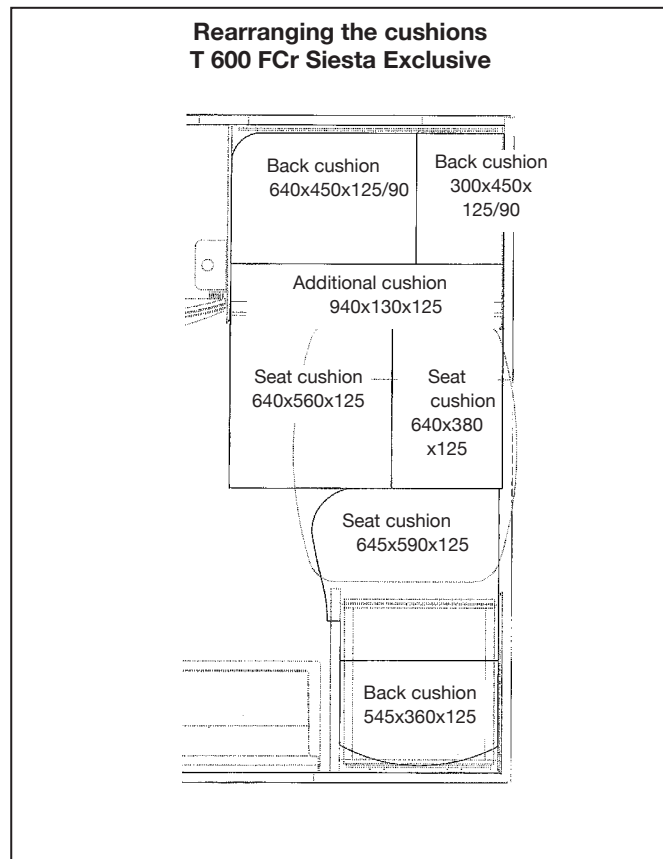 Rearranging the cushions
T 600 FCr Siesta Exclusive
Back cushion
640x450x125/90
Back cushion
300x450x
125/90
Additional cushion
940x130x125
Seat cushion
640x560x125
Seat
cushion
640x380
x125
Seat cushion
645x590x125
Back cushion
545x360x125